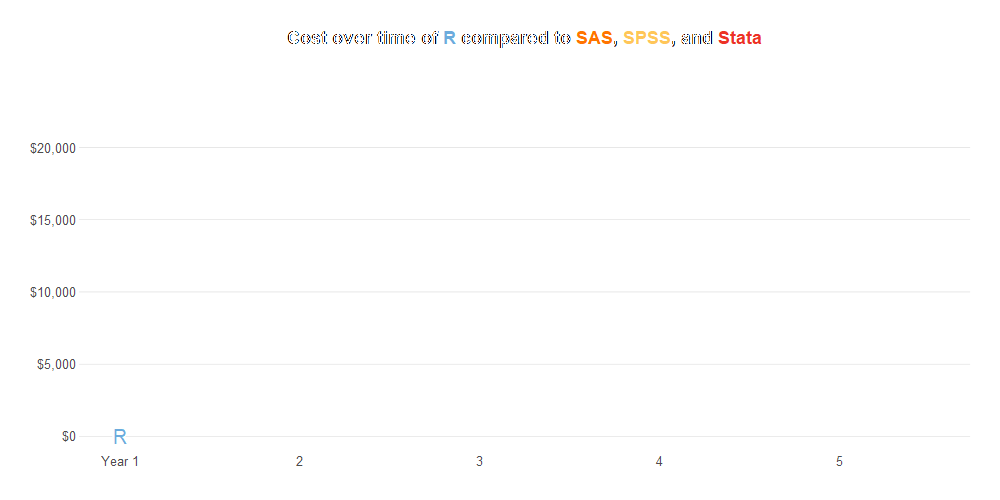 Cost over time of R compared to SAS, SPSS, and Stata
$20,000
$15,000
$10,000
$5,000
$0
R
Year 1 2 3 4 5